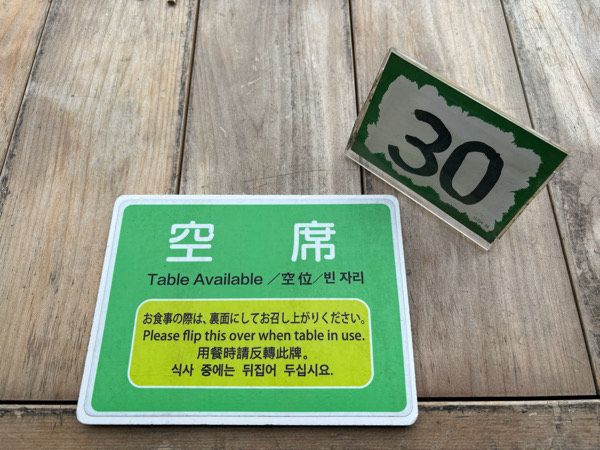 空 席
Table Available ／空位／빈 자리
お食事の際は、裏面にしてお召し上がりください。
Please flip this over when table in use.
用餐時請反轉此牌。
식사 중에는 뒤집어 두십시요.
30